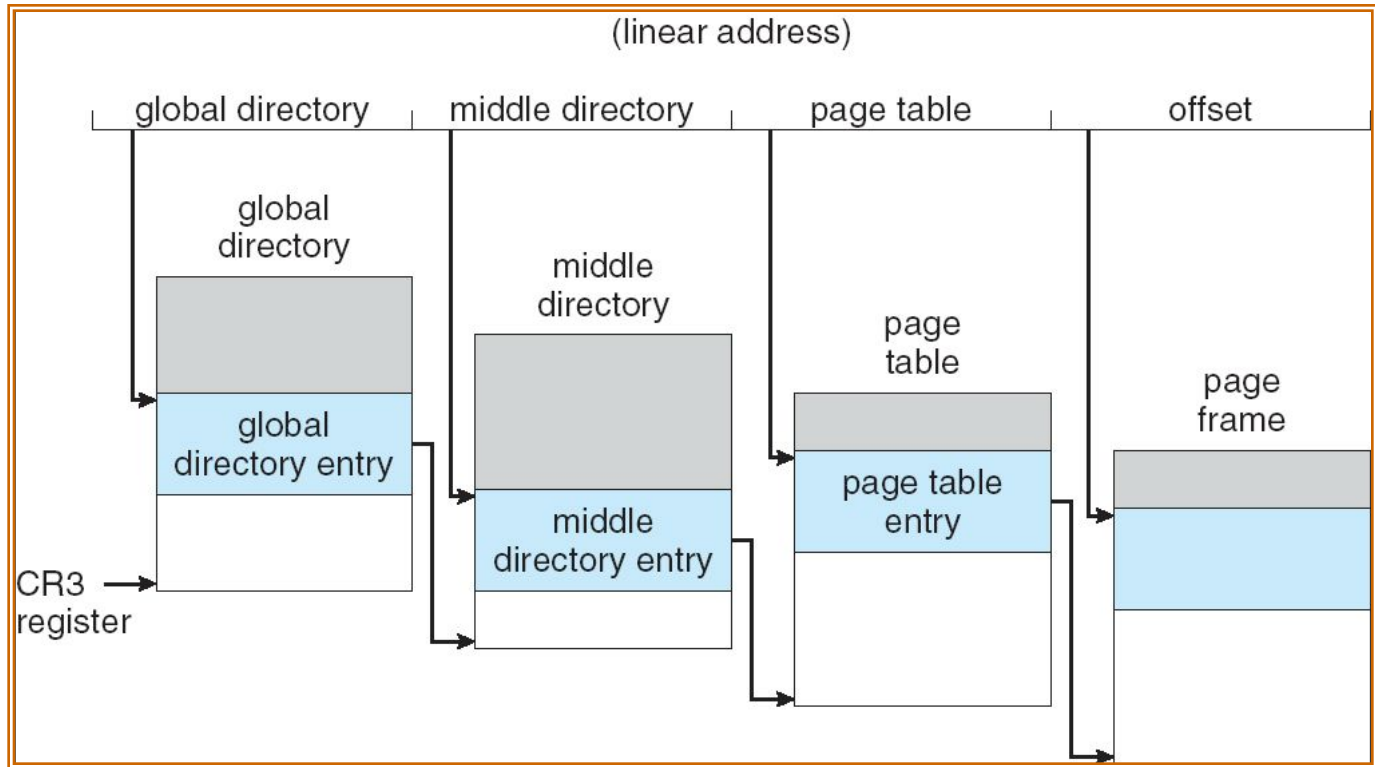 (linear address)
global directory
middle directory
page table
offset
global
directory
middle
directory
page
table
page
frame
global
directory entry
middle
directory entry
page table
entry
CR3
register